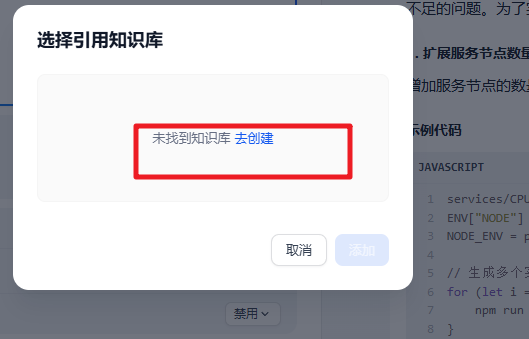 选择引用知识库
未找到知识库 去创建
取消
添加
禁用
不足的问题。为了
扩展服务节点数量
增加服务节点的数
示例代码
JAVASCRIPT
1 services/CPU
2 ENV["NODE"]
3 NODE_ENV = p
4
5 // 生成多个实
6 for (let i =
7 npm run
8 }